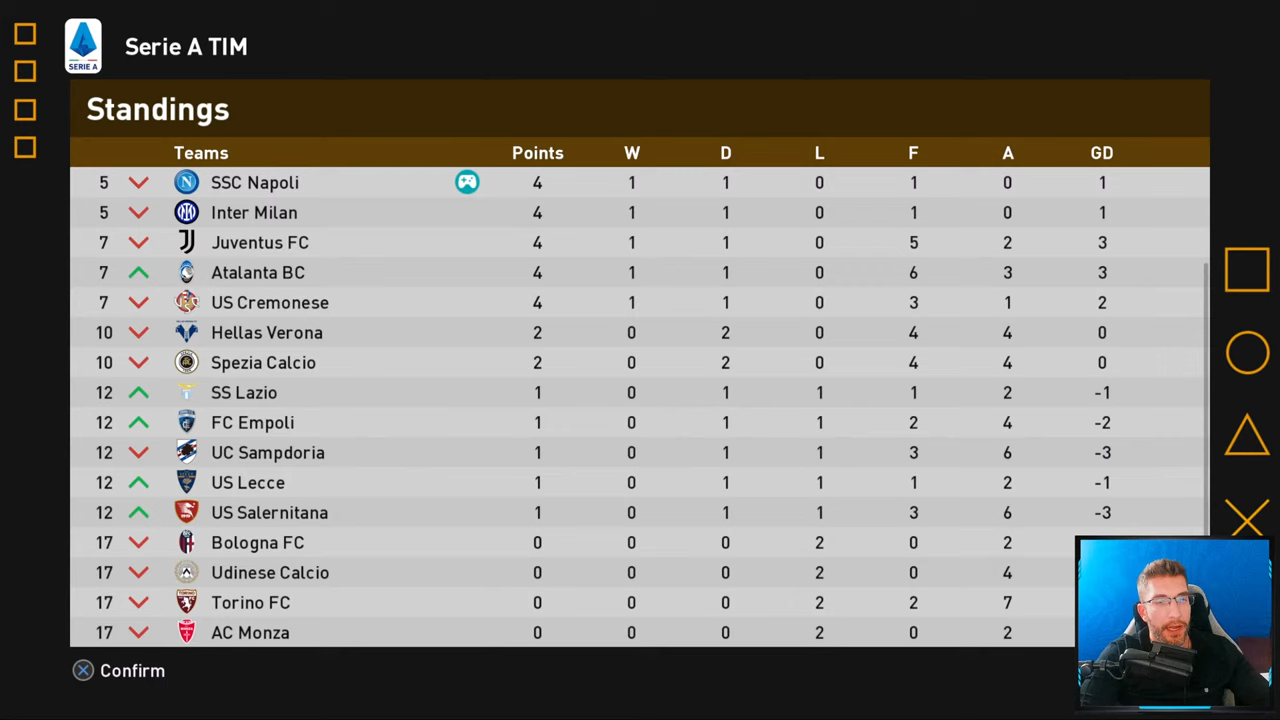 SERIE A
Serie A TIM
Standings
Teams Points W D L F A GD
5 SSC Napoli 4 1 1 0 1 0 1
5 Inter Milan 4 1 1 0 1 0 1
7 Juventus FC 4 1 1 0 5 2 3
7 Atalanta BC 4 1 1 0 6 3 3
7 US Cremonese 4 1 1 0 3 1 2
10 Hellas Verona 2 0 2 0 4 4 0
10 Spezia Calcio 2 0 2 0 4 4 0
12 SS Lazio 1 0 1 1 1 2 -1
12 FC Empoli 1 0 1 1 2 4 -2
12 UC Sampdoria 1 0 1 1 3 6 -3
12 US Lecce 1 0 1 1 1 2 -1
12 US Salernitana 1 0 1 1 3 6 -3
17 Bologna FC 0 0 0 2 0 2
17 Udinese Calcio 0 0 0 2 0 4
17 Torino FC 0 0 0 2 2 7
17 AC Monza 0 0 0 2 0 2
Confirm